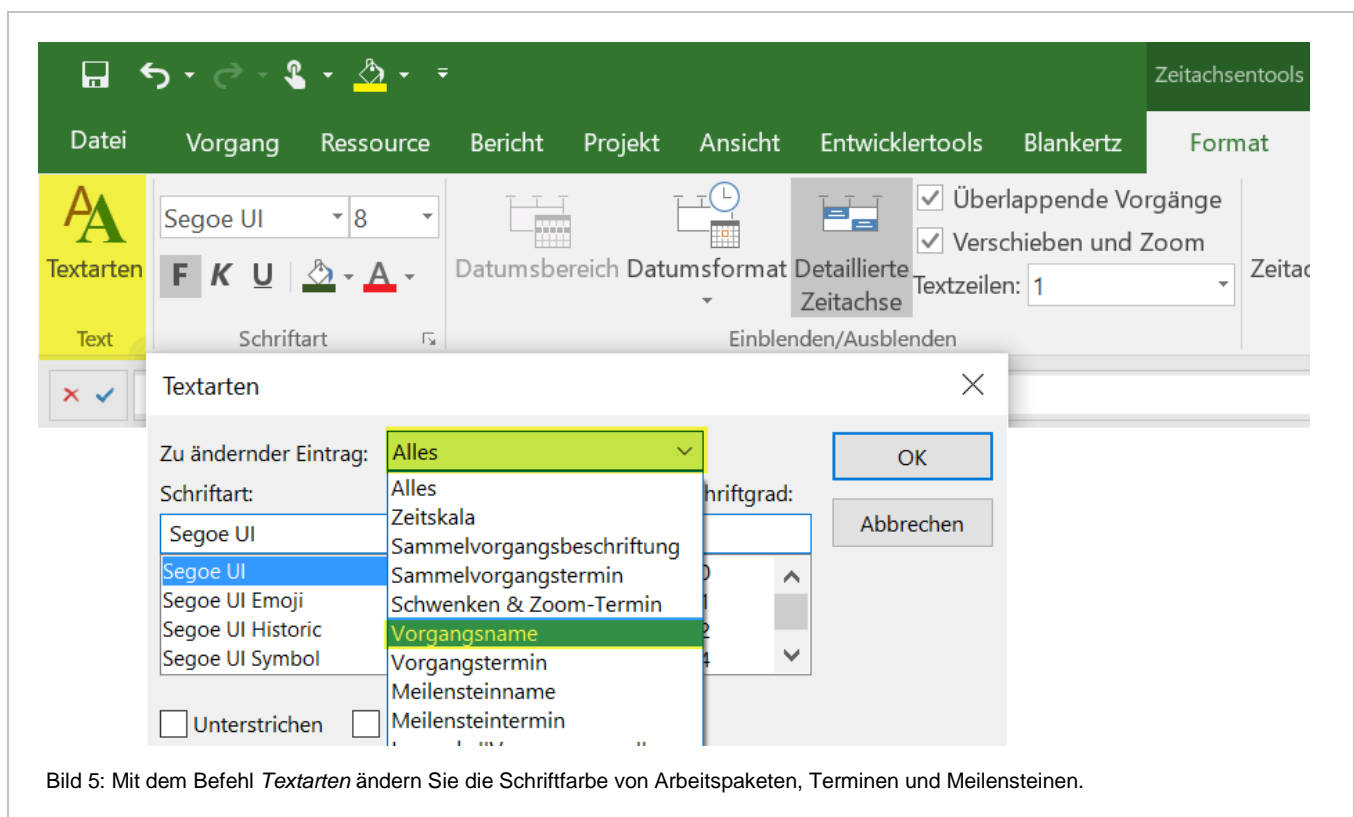 Zeitachsentools
Datei Vorgang Ressource Bericht Projekt Ansicht Entwicklertools Blankertz Format
Textarten
Text
Segoe UI 8
F K U A
Schriftart
Datumsbereich Datumsformat Detaillierte Zeitachse
Überlappende Vorgänge
Verschieben und Zoom
Textzeilen: 1
Einblenden/Ausblenden
Textarten
Zu ändernder Eintrag: Alles
OK
Abbrechen
Schriftart:
Segoe UI
Segoe UI
Segoe UI Emoji
Segoe UI Historic
Segoe UI Symbol
Alles
Zeitskala
Sammelvorgangsbeschriftung
Sammelvorgangstermin
Schwenken & Zoom-Termin
Vorgangsname
Vorgangstermin
Meilensteinname
Meilensteintermin
Unterstrichen
Bild 5: Mit dem Befehl Textarten ändern Sie die Schriftfarbe von Arbeitspaketen, Terminen und Meilensteinen.